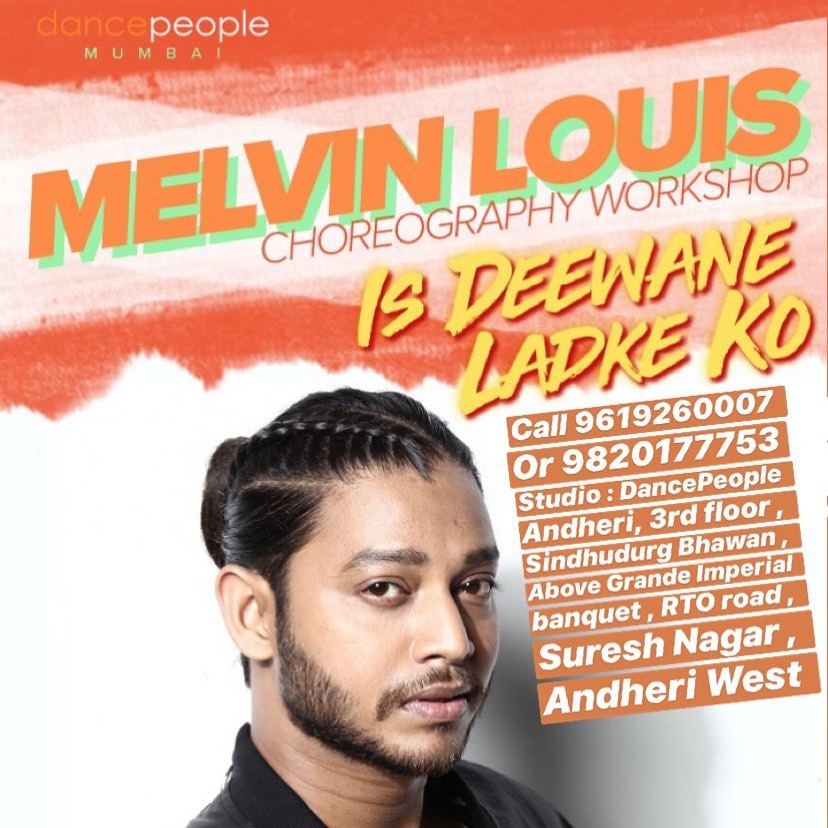 dancepeople
MUMBAI
MELVIN LOUIS
CHOREOGRAPHY WORKSHOP
IS DEEWANE
LADKE KO
Call 9619260007
Or 9820177753
Studio : DancePeople
Andheri, 3rd floor ,
Sindhudurg Bhawan ,
Above Grande Imperial
banquet , RTO road ,
Suresh Nagar ,
Andheri West